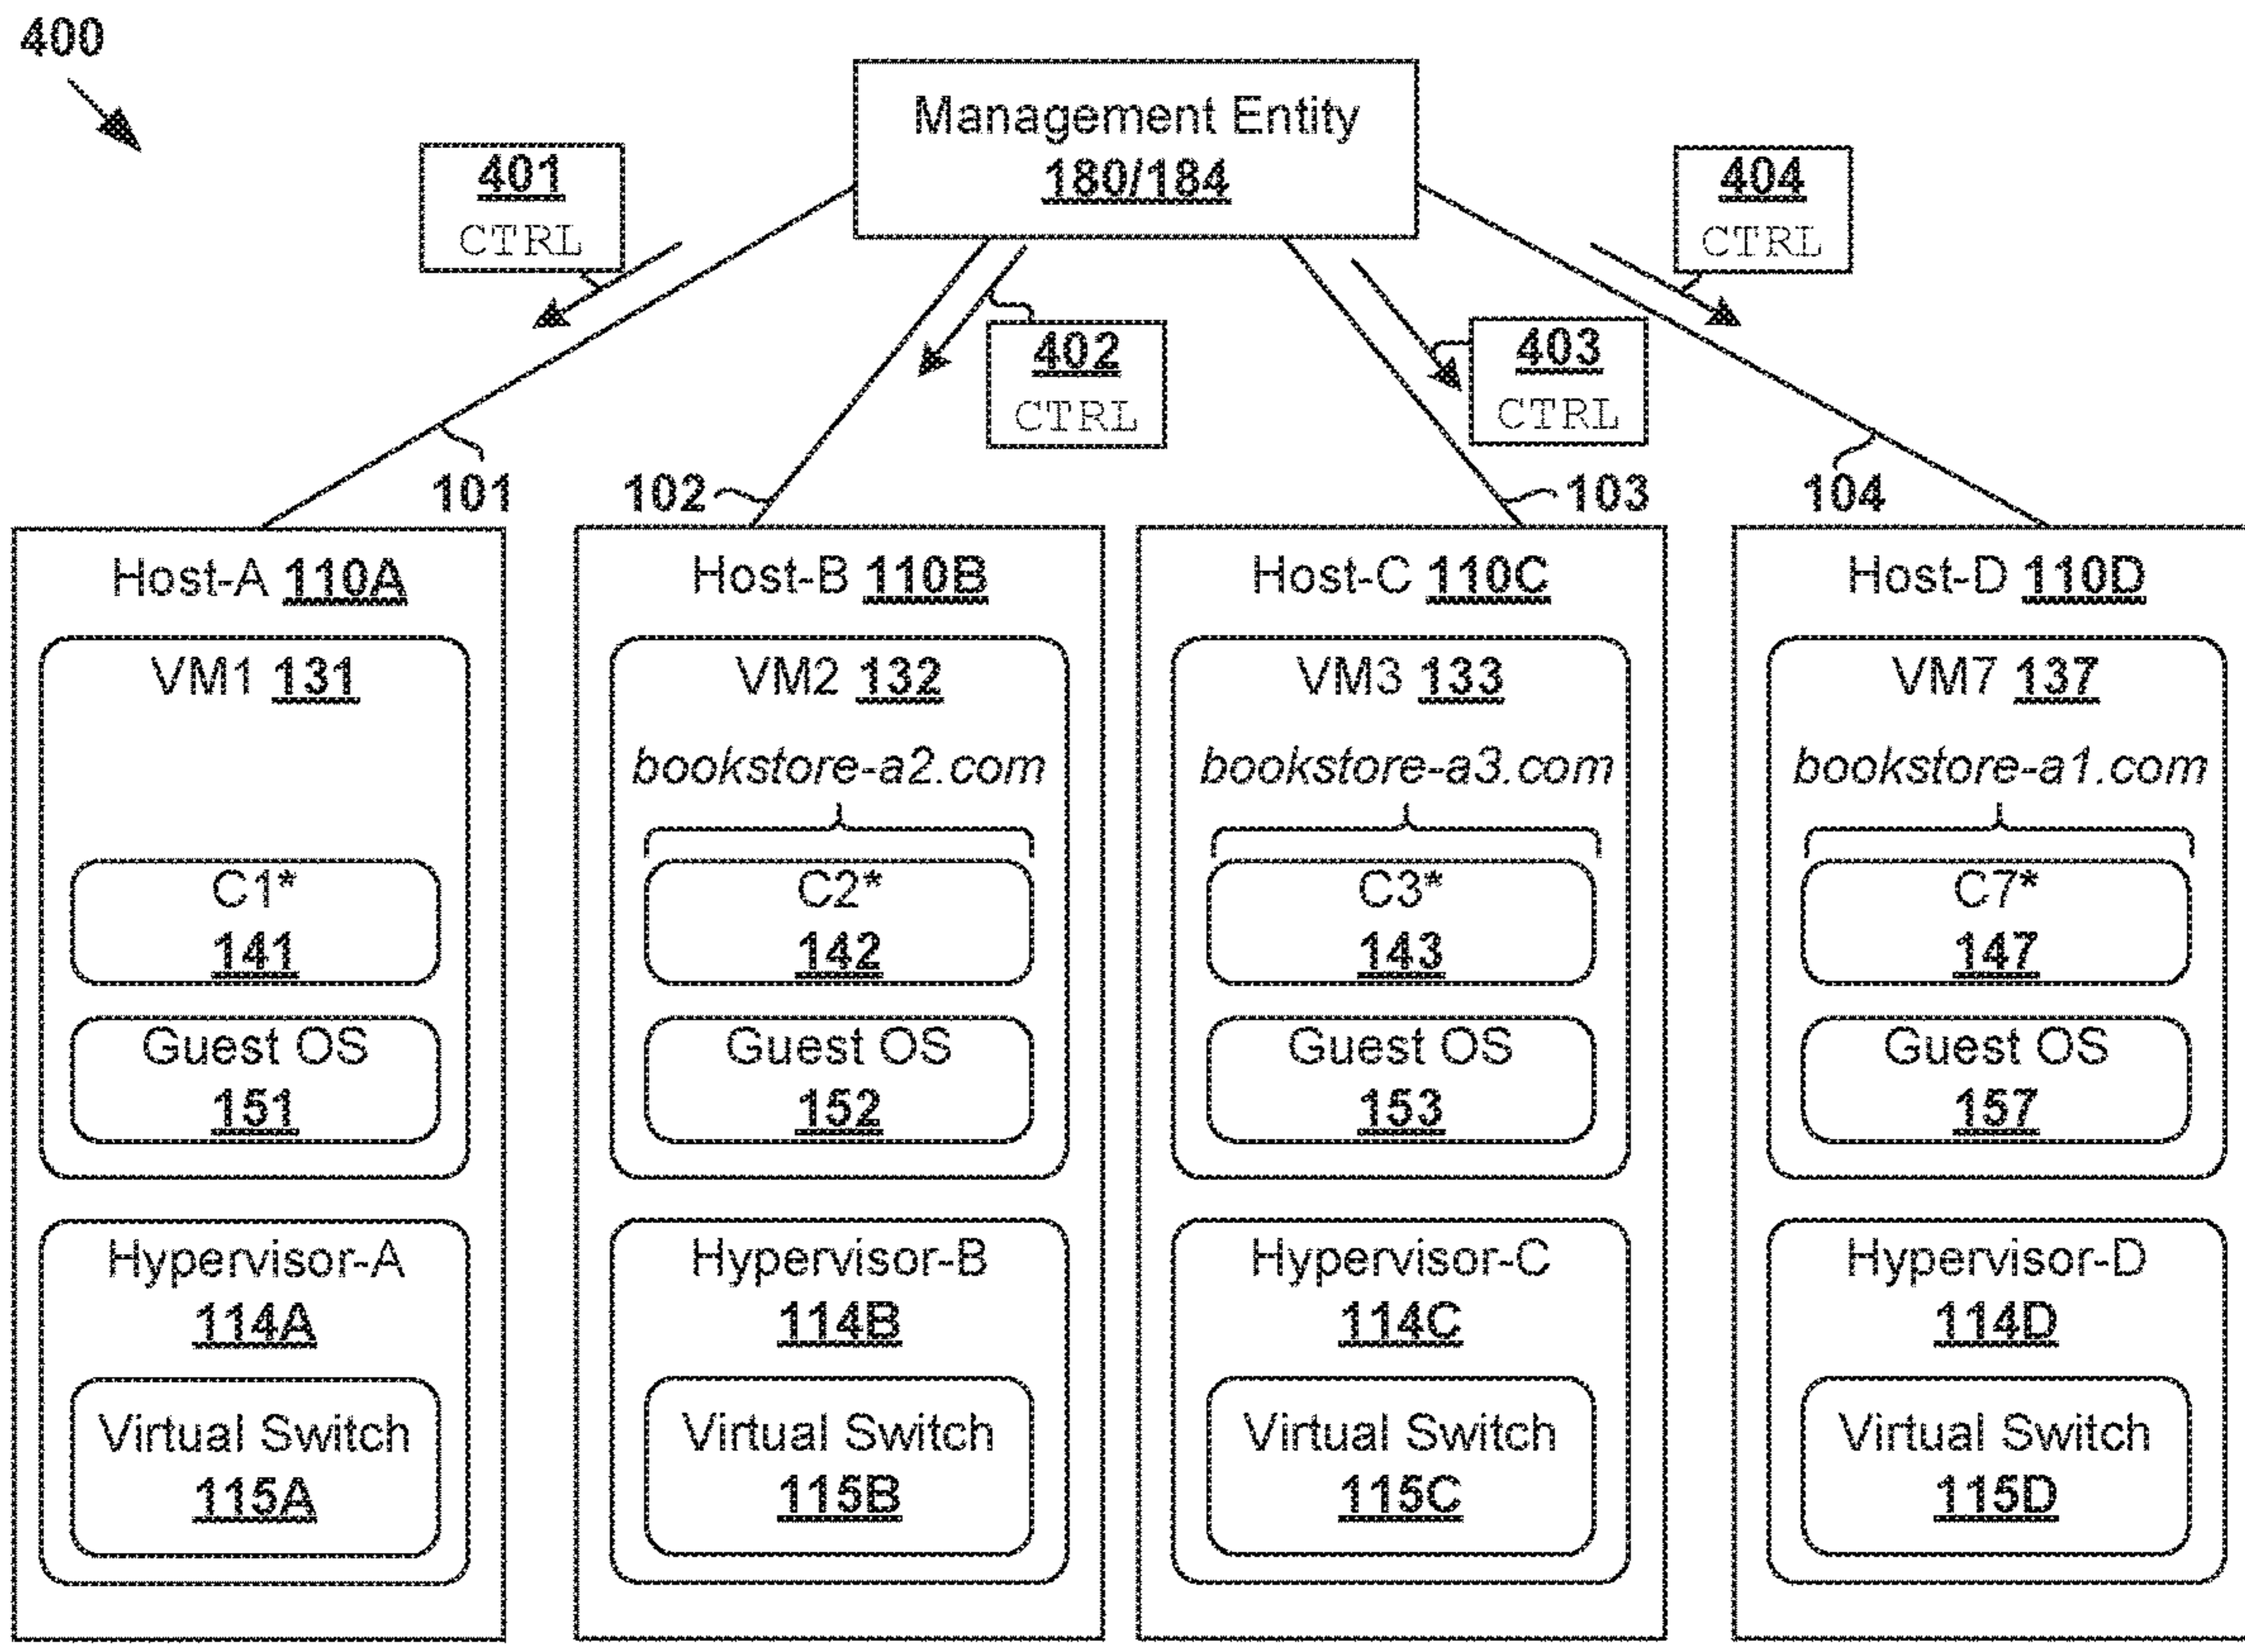 400
Management Entity
180/184
401
CTRL
404
CTRL
402
CTRL
403
CTRL
101
102
103
104
Host-A 110A
VM1 131
C1*
141
Guest OS
151
Hypervisor-A
114A
Virtual Switch
115A
Host-B 110B
VM2 132
bookstore-a2.com
C2*
142
Guest OS
152
Hypervisor-B
114B
Virtual Switch
115B
Host-C 110C
VM3 133
bookstore-a3.com
C3*
143
Guest OS
153
Hypervisor-C
114C
Virtual Switch
115C
Host-D 110D
VM7 137
bookstore-a1.com
C7*
147
Guest OS
157
Hypervisor-D
114D
Virtual Switch
115D